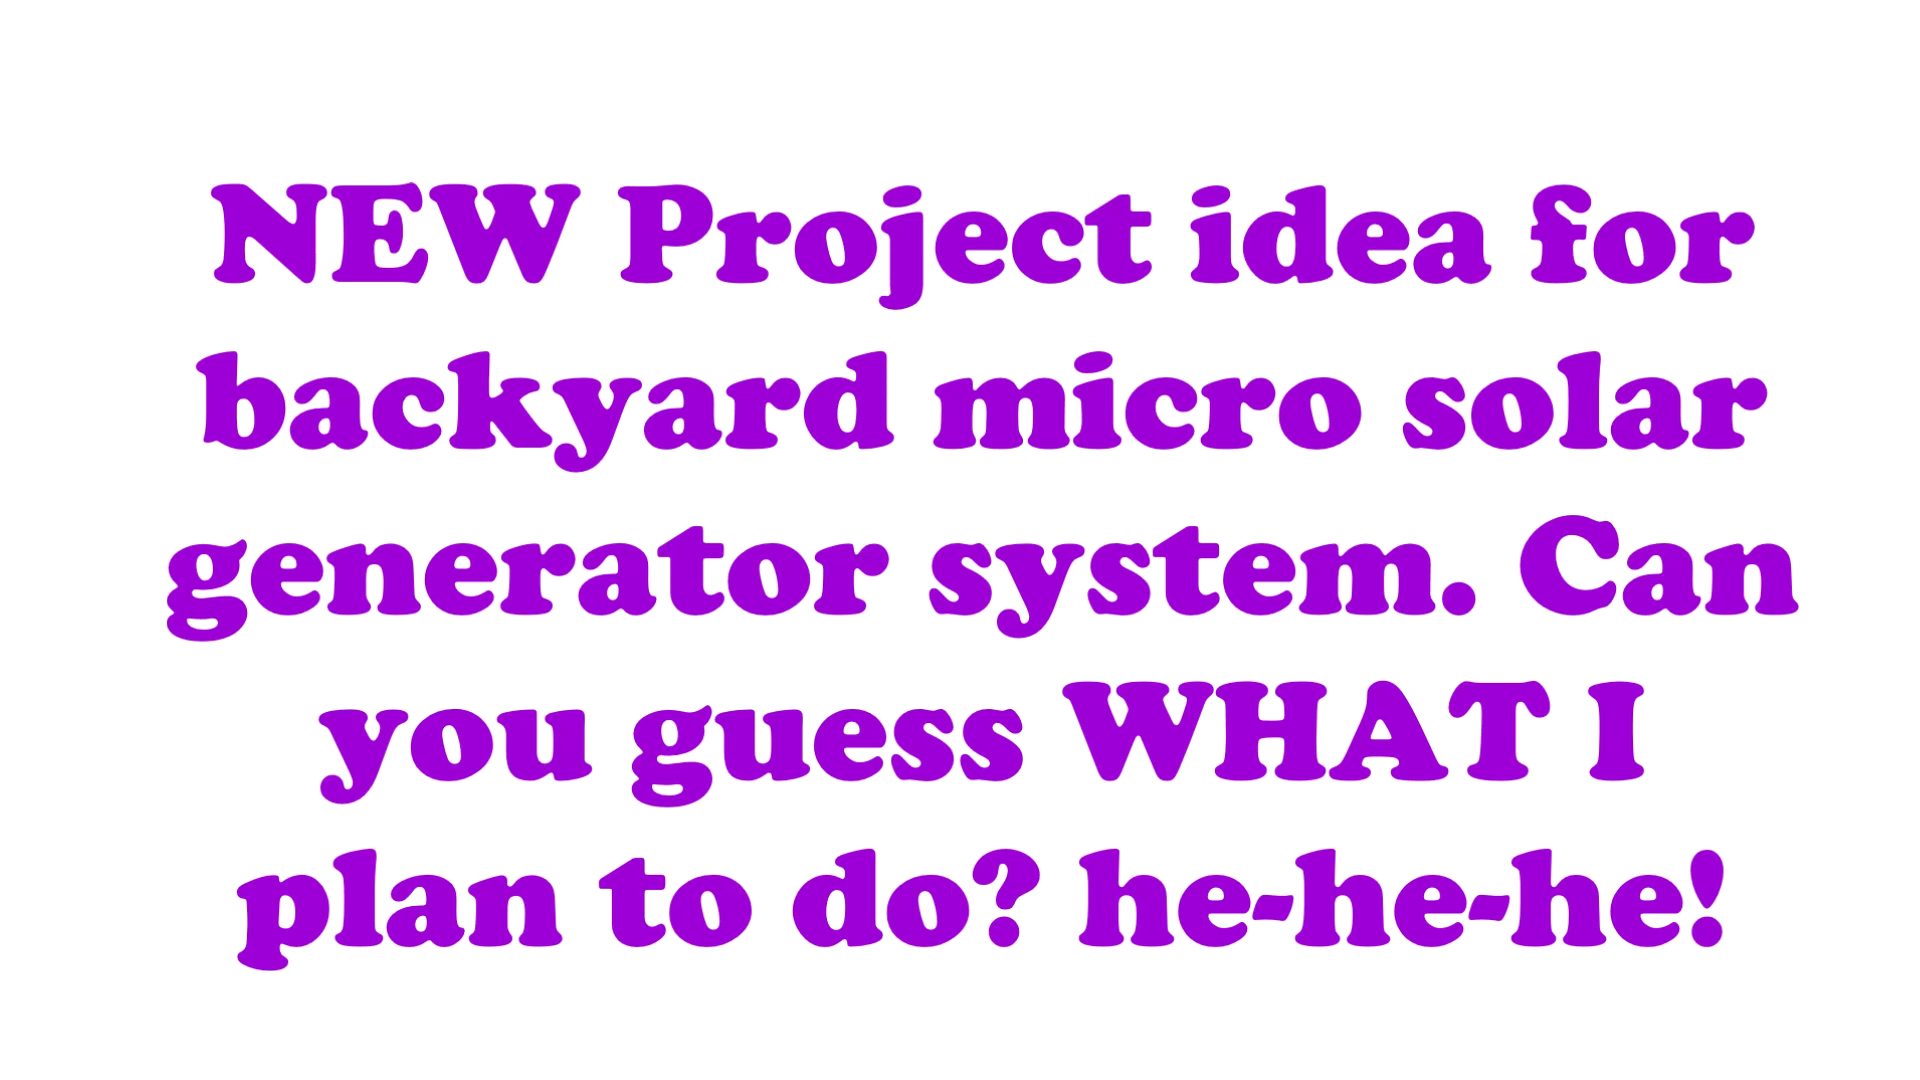 NEW Project idea for
backyard micro solar
generator system. Can
you guess WHAT I
plan to do? he-he-he!